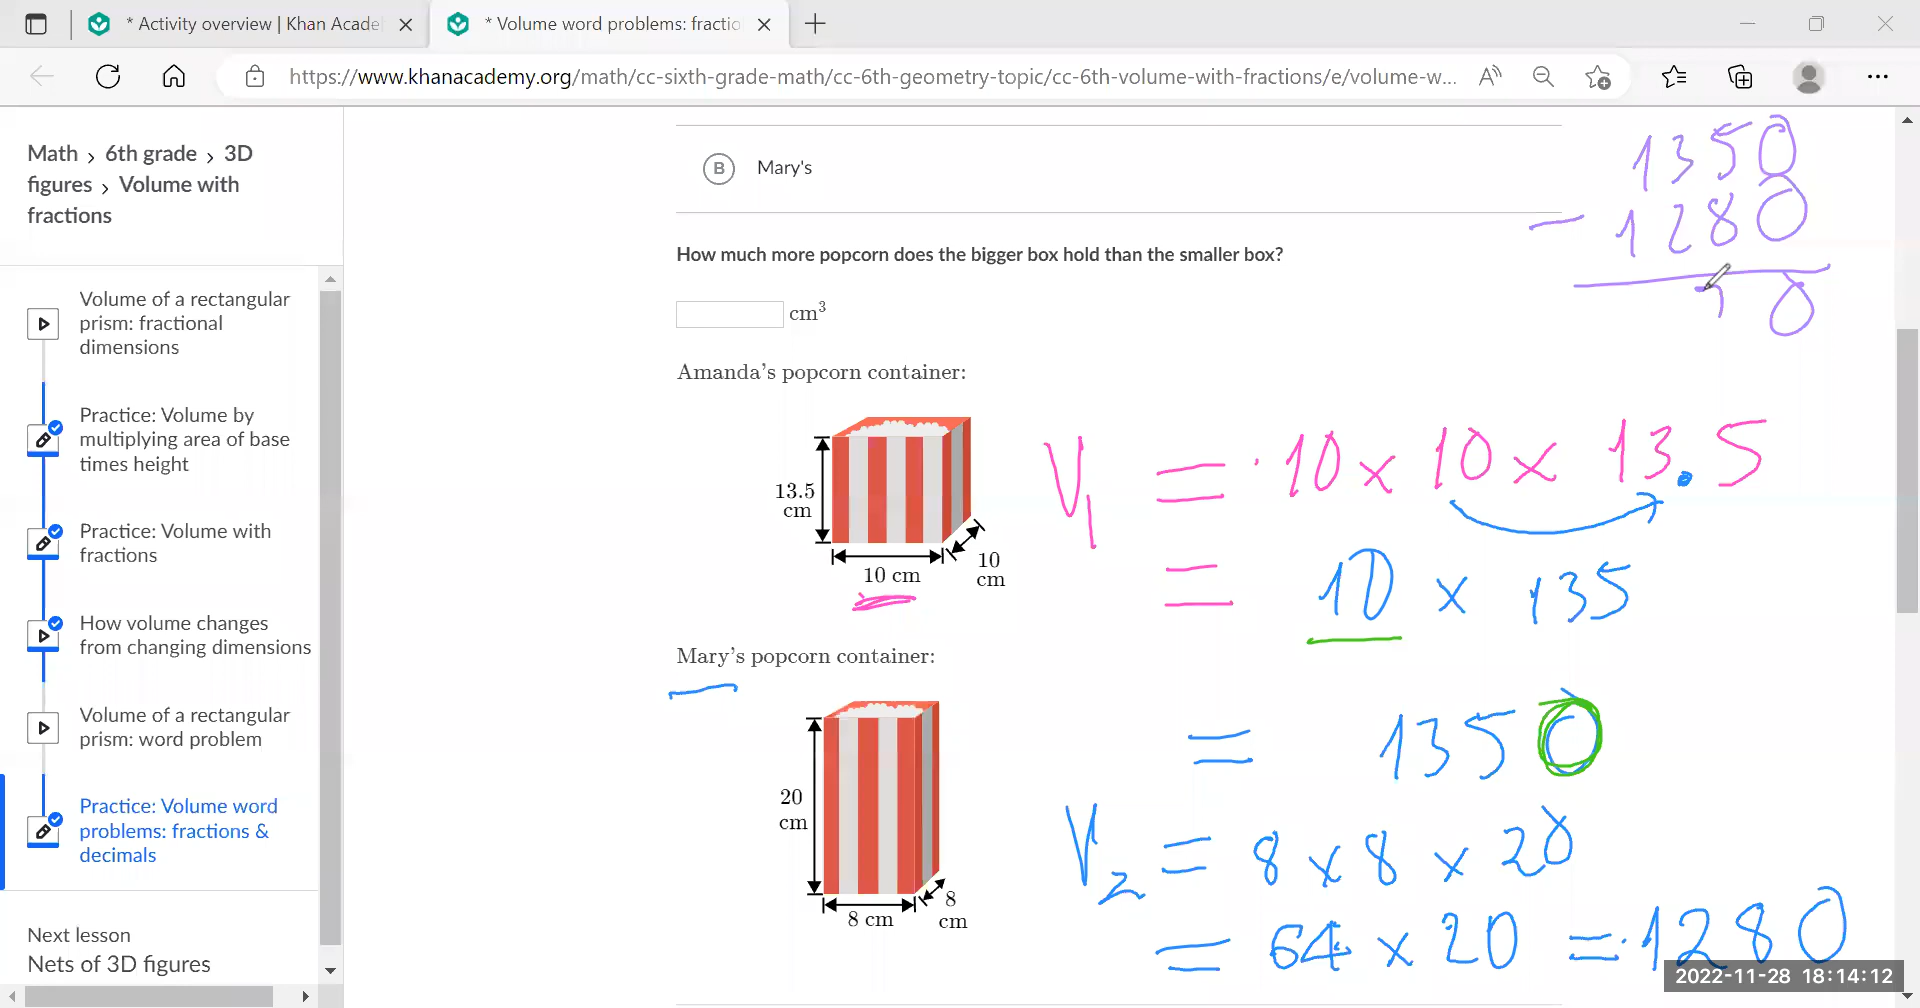 * Activity overview | Khan Acade
* Volume word problems: fractio
https://www.khanacademy.org/math/cc-sixth-grade-math/cc-6th-geometry-topic/cc-6th-volume-with-fractions/e/volume-w...
Math > 6th grade > 3D
figures > Volume with
fractions
Volume of a rectangular
prism: fractional
dimensions
Practice: Volume by
multiplying area of base
times height
Practice: Volume with
fractions
How volume changes
from changing dimensions
Volume of a rectangular
prism: word problem
Practice: Volume word
problems: fractions &
decimals
Next lesson
Nets of 3D figures
B Mary's
How much more popcorn does the bigger box hold than the smaller box?
cm³
Amanda's popcorn container:
13.5
cm
10 cm
10
cm
Mary's popcorn container:
20
cm
8 cm
8
cm
1350
- 1280
70
V₁ = 10 x 10 x 13.5
= 10 x 135
= 1350
V₂ = 8 x 8 x 20
= 64 x 20 = 1280
2022-11-28 18:14:12